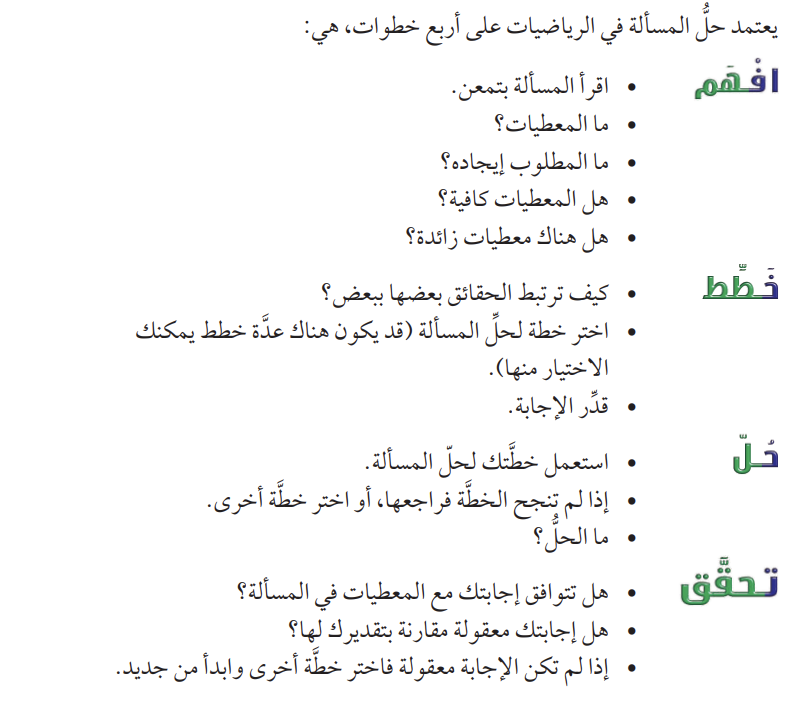 يعتمد حلُّ المسألة في الرياضيات على أربع خطوات، هي:
افْهَم
• اقرأ المسألة بتمعن.
• ما المعطيات؟
• ما المطلوب إيجاده؟
• هل المعطيات كافية؟
• هل هناك معطيات زائدة؟
خَطِّط
• كيف ترتبط الحقائق بعضها ببعض؟
• اختر خطة لحلِّ المسألة (قد يكون هناك عدَّة خطط يمكنك
الاختيار منها).
• قدِّر الإجابة.
حُلّ
• استعمل خطَّتك لحلّ المسألة.
• إذا لم تنجح الخطَّة فراجعها، أو اختر خطَّة أخرى.
• ما الحلُّ؟
تحقَّق
• هل تتوافق إجابتك مع المعطيات في المسألة؟
• هل إجابتك معقولة مقارنة بتقديرك لها؟
• إذا لم تكن الإجابة معقولة فاختر خطَّة أخرى وابدأ من جديد.